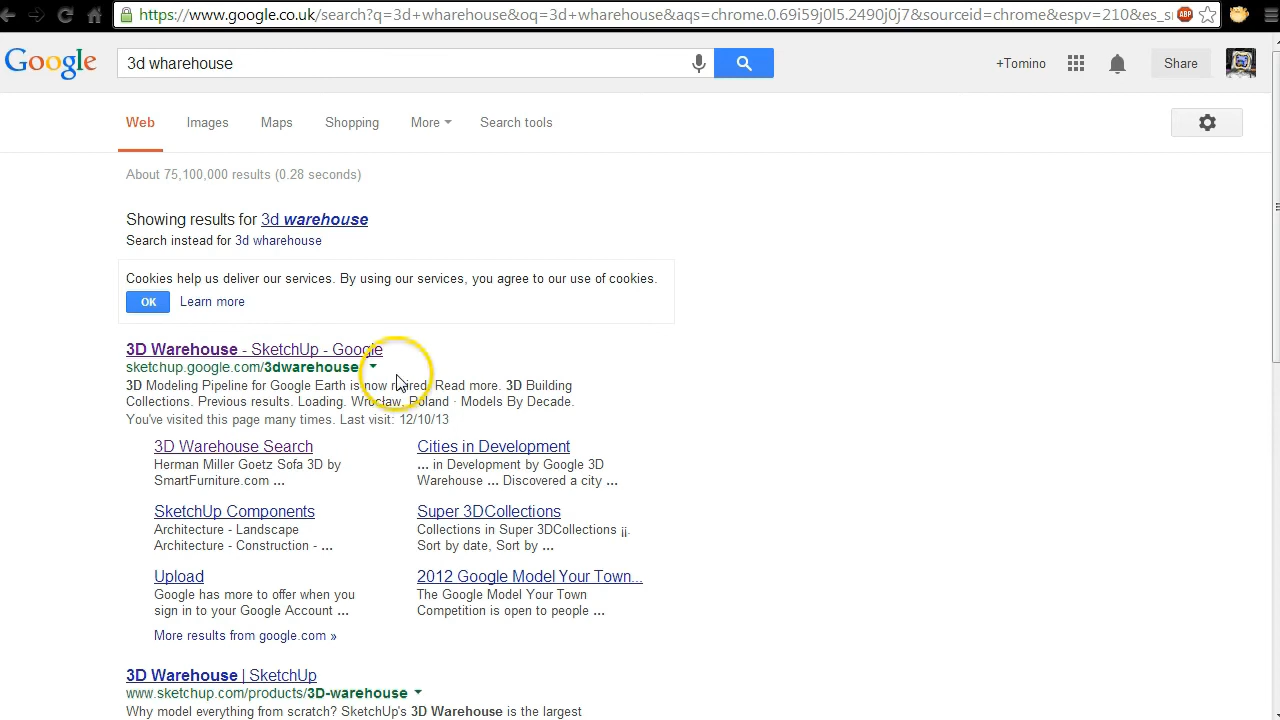 https://www.google.co.uk/search?q=3d+wharehouse&oq=3d+wharehouse&aqs=chrome.0.69i59j0l5.2490j0j7&sourceid=chrome&espv=210&es_s
ABP
Google
3d wharehouse
+Tomino
Share
Web
Images
Maps
Shopping
More
Search tools
About 75,100,000 results (0.28 seconds)
Showing results for 3d warehouse
Search instead for 3d wharehouse
Cookies help us deliver our services. By using our services, you agree to our use of cookies.
OK
Learn more
3D Warehouse - SketchUp - Google
sketchup.google.com/3dwarehouse
3D Modeling Pipeline for Google Earth is now retired. Read more. 3D Building
Collections. Previous results. Loading. Wrocław, Poland · Models By Decade.
You've visited this page many times. Last visit: 12/10/13
3D Warehouse Search
Herman Miller Goetz Sofa 3D by
SmartFurniture.com ...
Cities in Development
... in Development by Google 3D
Warehouse ... Discovered a city ...
SketchUp Components
Architecture - Landscape
Architecture - Construction - ...
Super 3DCollections
Collections in Super 3DCollections ¡¡.
Sort by date, Sort by ...
Upload
Google has more to offer when you
sign in to your Google Account ...
2012 Google Model Your Town...
The Google Model Your Town
Competition is open to people ...
More results from google.com »
3D Warehouse | SketchUp
www.sketchup.com/products/3D-warehouse
Why model everything from scratch? SketchUp's 3D Warehouse is the largest